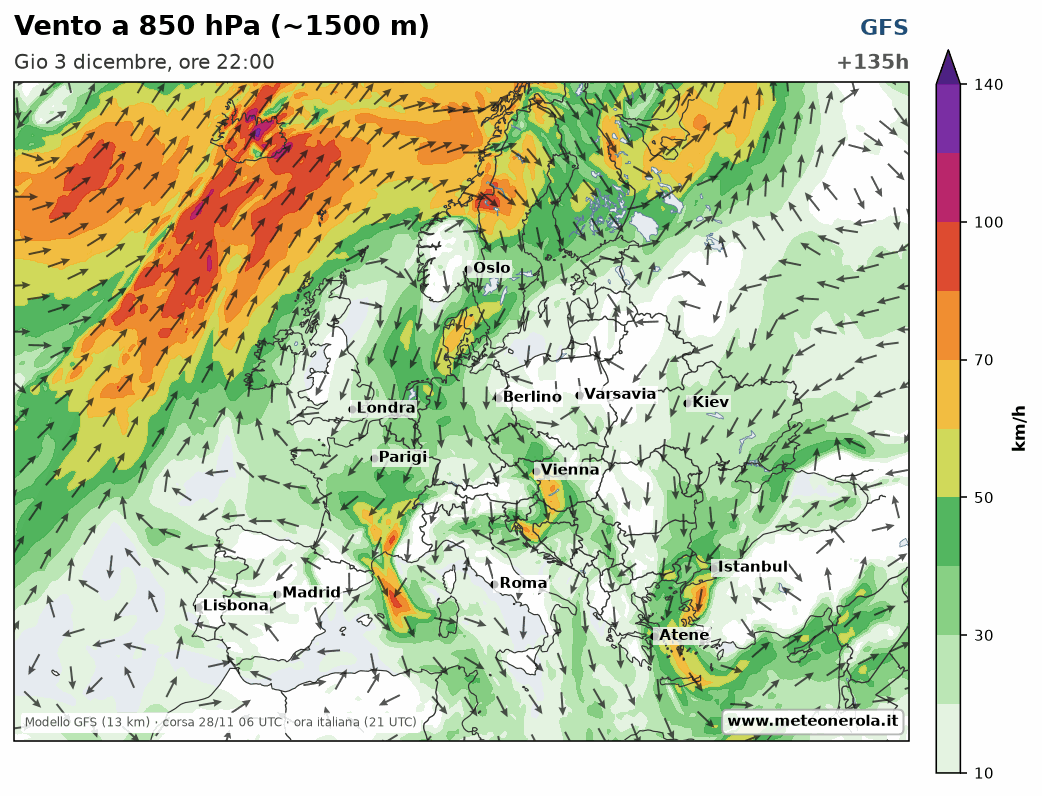 Vento a 850 hPa (~1500 m)
GFS
Gio 3 dicembre, ore 22:00
+135h
140
100
70
50
30
10
km/h
Oslo
Londra
Berlino
Varsavia
Kiev
Parigi
Vienna
Istanbul
Roma
Madrid
Lisbona
Atene
Modello GFS (13 km) · corsa 28/11 06 UTC · ora italiana (21 UTC)
www.meteonerola.it